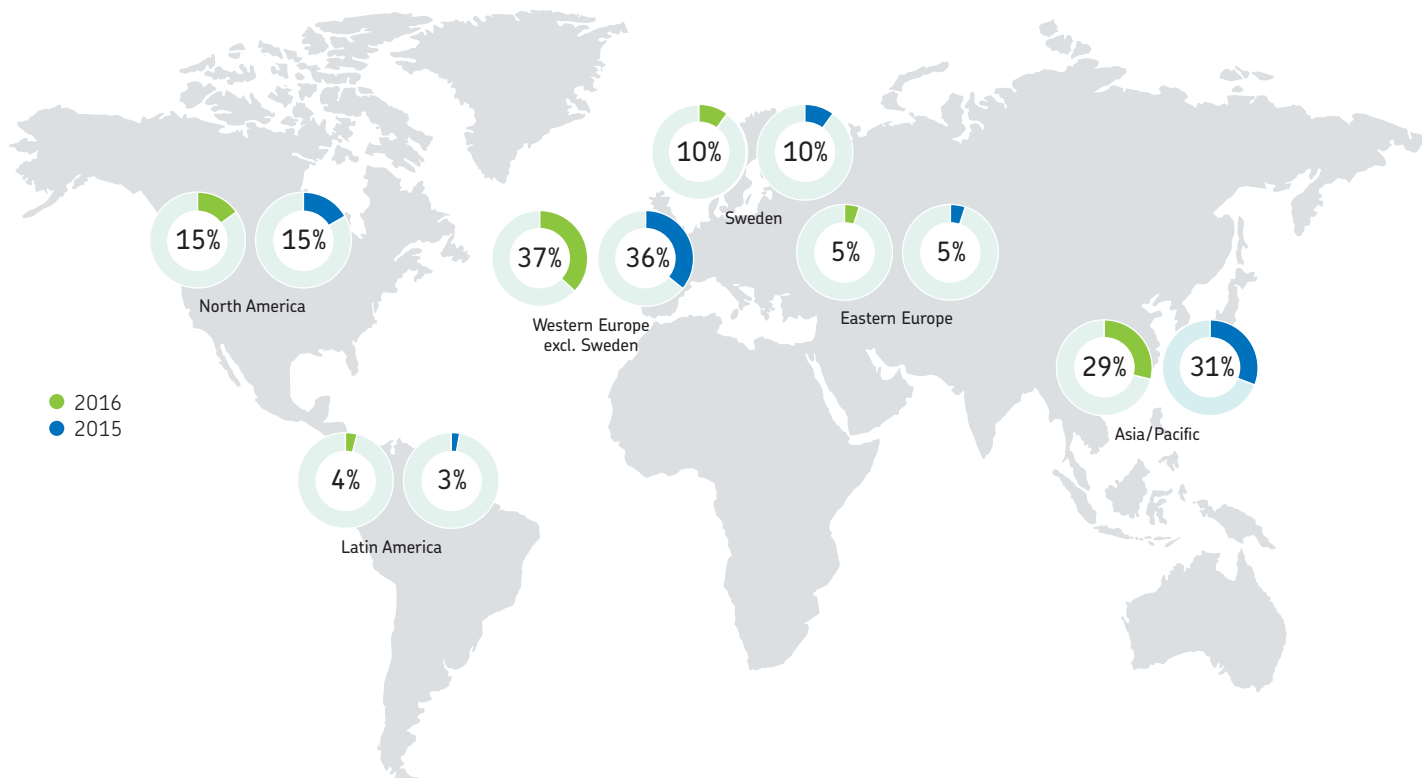 10%
10%
Sweden
15%
15%
North America
37%
36%
Western Europe
excl. Sweden
5%
5%
Eastern Europe
29%
31%
Asia/Pacific
2016
2015
4%
3%
Latin America